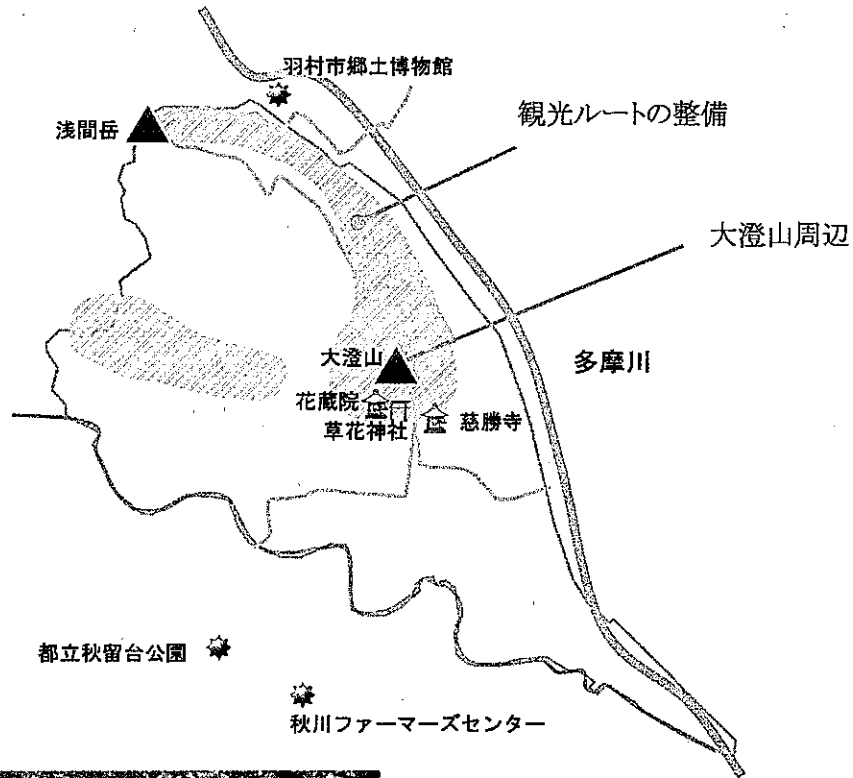 羽村市郷土博物館
浅間岳
観光ルートの整備
大澄山周辺
大澄山
多摩川
花蔵院
草花神社
慈勝寺
都立秋留台公園
秋川ファーマーズセンター